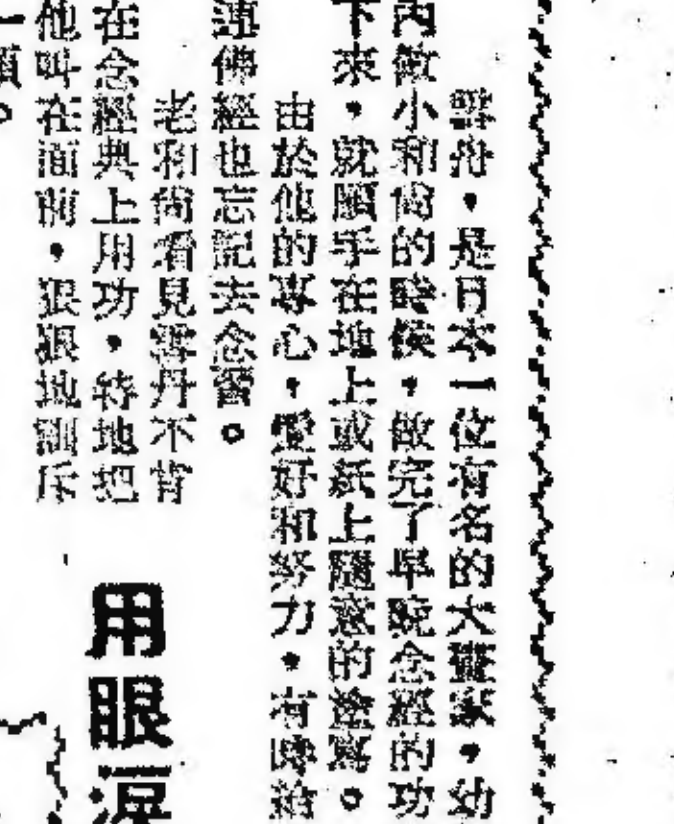 雪舟，是日本一位有名的大畫家，幼
內做小和尚的時候，做完了早晚念經的功
下來，就順手在地上或紙上隨意的塗寫。
由於他的專心，愛好和努力，有時
連佛經也忘記去念習。
老和尚看見雪舟不肯
在念經典上用功，特地把
他叫在面前，狠狠地訓斥
一頓。
用眼淚